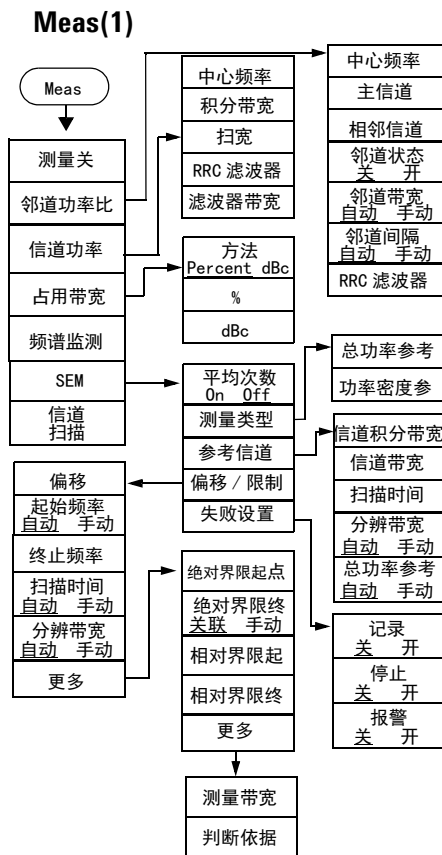 Meas(1)
Meas
测量关
邻道功率比
信道功率
占用带宽
频谱监测
SEM
信道
扫描
中心频率
积分带宽
扫宽
RRC 滤波器
滤波器带宽
中心频率
主信道
相邻信道
邻道状态
关 开
邻道带宽
自动 手动
邻道间隔
自动 手动
RRC 滤波器
方法
Percent dBc
%
dBc
平均次数
On Off
测量类型
参考信道
偏移 / 限制
失败设置
总功率参考
功率密度参
信道积分带宽
信道带宽
扫描时间
分辨带宽
自动 手动
总功率参考
自动 手动
偏移
起始频率
自动 手动
终止频率
扫描时间
自动 手动
分辨带宽
自动 手动
更多
绝对界限起点
绝对界限终
关联 手动
相对界限起
相对界限终
更多
记录
关 开
停止
关 开
报警
关 开
测量带宽
判断依据